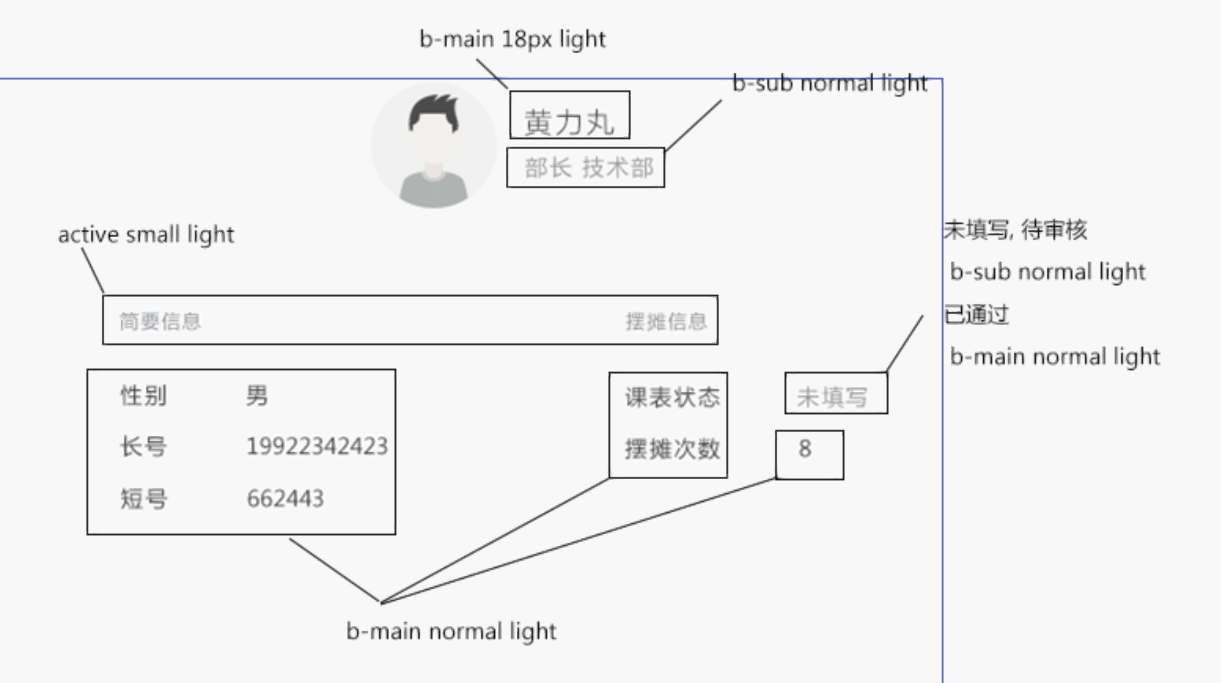 b-main 18px light
b-sub normal light
黄力丸
部长 技术部
active small light
未填写, 待审核
b-sub normal light
已通过
b-main normal light
简要信息 摆摊信息
性别 男 课表状态 未填写
长号 19922342423 摆摊次数 8
短号 662443
b-main normal light